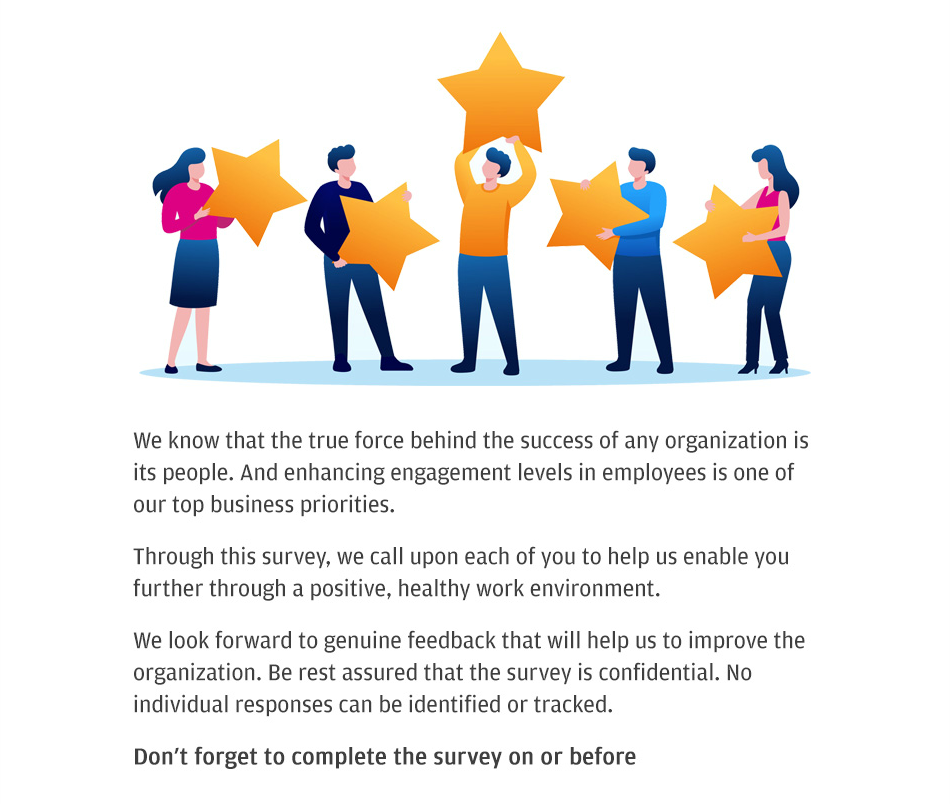 We know that the true force behind the success of any organization is
its people. And enhancing engagement levels in employees is one of
our top business priorities.
Through this survey, we call upon each of you to help us enable you
further through a positive, healthy work environment.
We look forward to genuine feedback that will help us to improve the
organization. Be rest assured that the survey is confidential. No
individual responses can be identified or tracked.
Don’t forget to complete the survey on or before